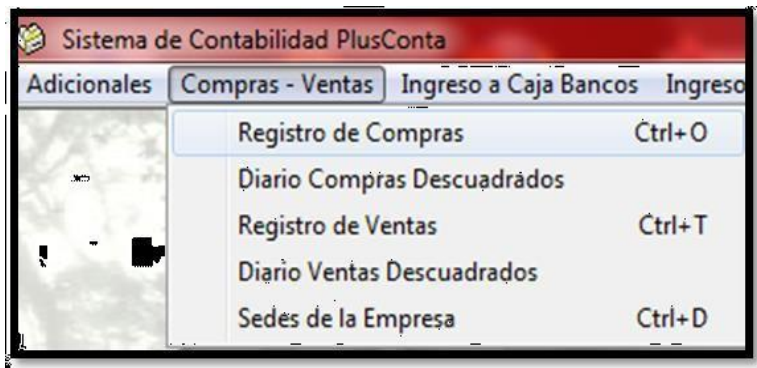 Sistema de Contabilidad PlusConta
Adicionales Compras - Ventas Ingreso a Caja Bancos Ingreso
Registro de Compras Ctrl+O
Diario Compras Descuadrados
Registro de Ventas Ctrl+T
Diario Ventas Descuadrados
Sedes de la Empresa Ctrl+D